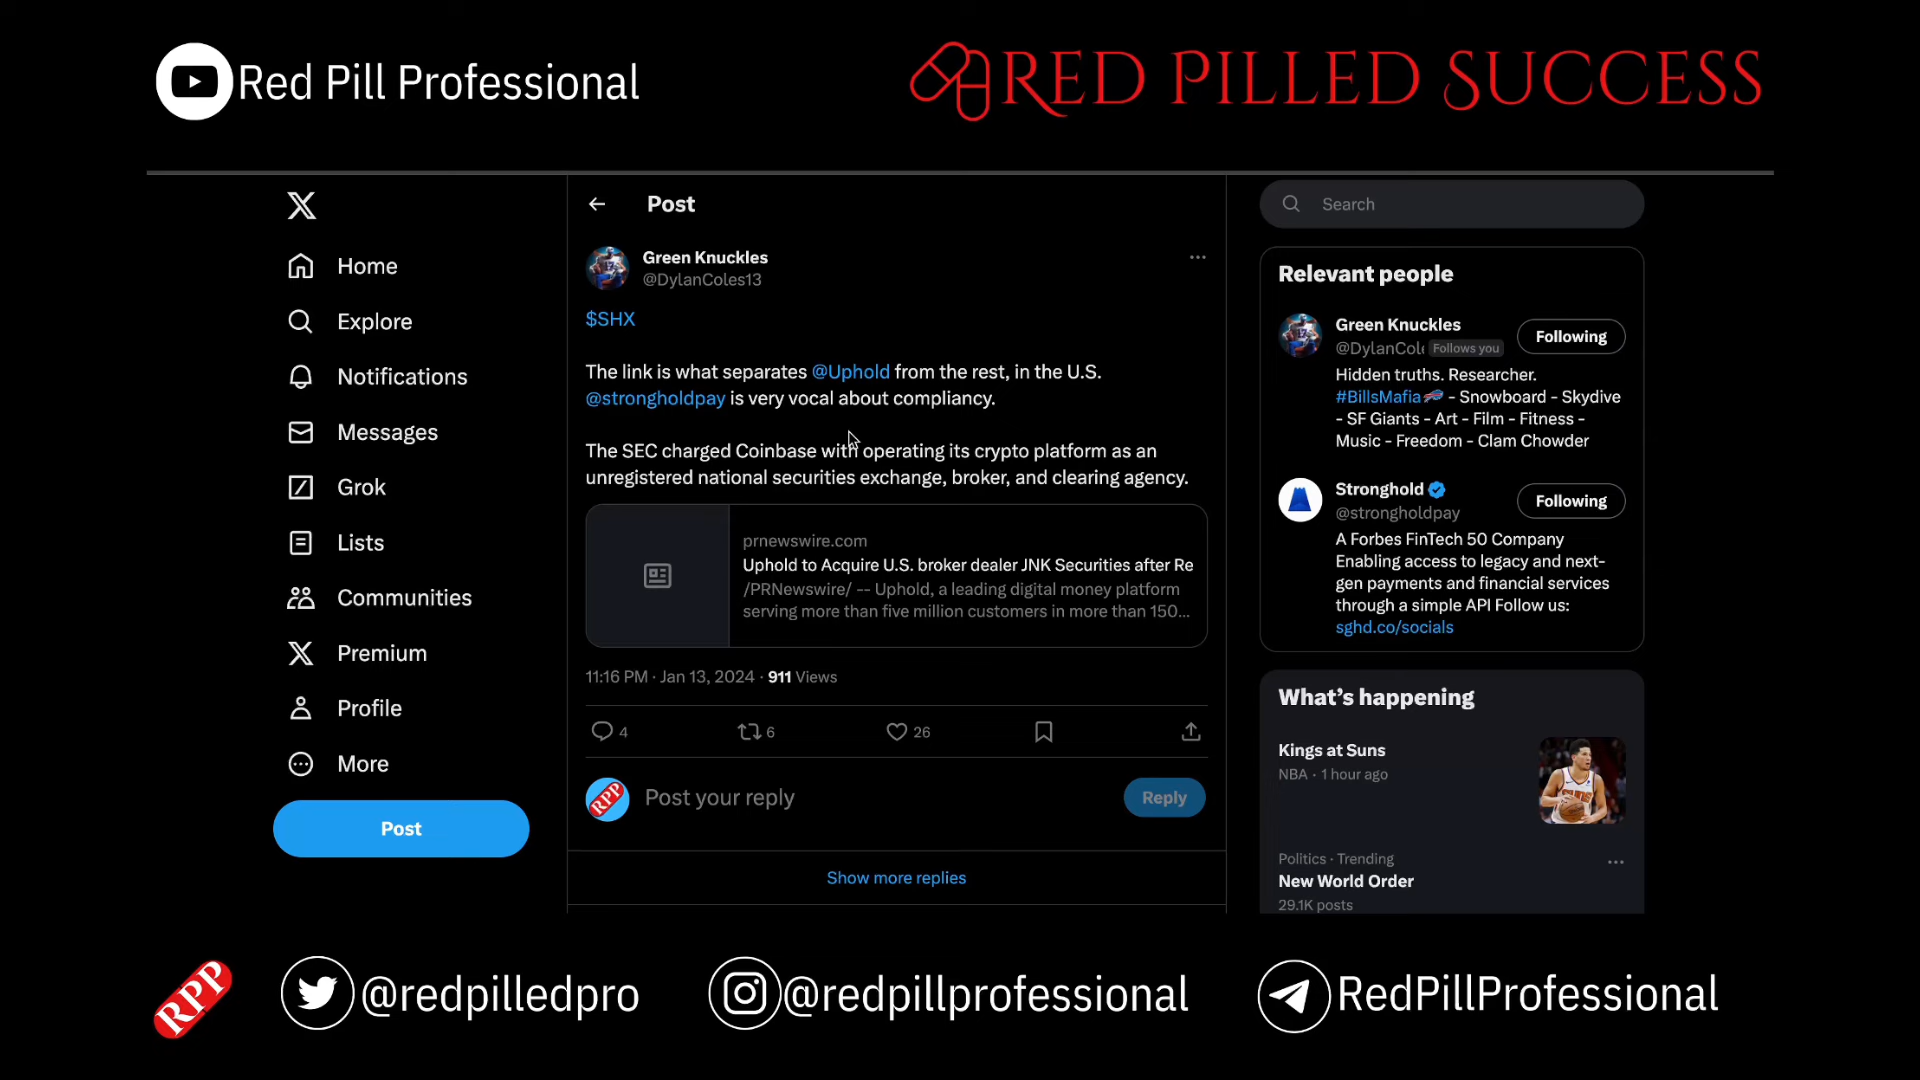 Red Pill Professional
RED PILLED SUCCESS
Home
Explore
Notifications
Messages
Grok
Lists
Communities
Premium
Profile
More
Post
Post
Green Knuckles
@DylanColes13
$SHX
The link is what separates @Uphold from the rest, in the U.S.
@strongholdpay is very vocal about compliancy.
The SEC charged Coinbase with operating its crypto platform as an
unregistered national securities exchange, broker, and clearing agency.
prnewswire.com
Uphold to Acquire U.S. broker dealer JNK Securities after Re
/PRNewswire/ -- Uphold, a leading digital money platform
serving more than five million customers in more than 150...
11:16 PM · Jan 13, 2024 · 911 Views
4 6 26
RPP
Post your reply
Reply
Show more replies
Search
Relevant people
Green Knuckles
@DylanCol Follows you
Following
Hidden truths. Researcher.
#BillsMafia - Snowboard - Skydive
- SF Giants - Art - Film - Fitness -
Music - Freedom - Clam Chowder
Stronghold
@strongholdpay
Following
A Forbes FinTech 50 Company
Enabling access to legacy and next-
gen payments and financial services
through a simple API Follow us:
sghd.co/socials
What's happening
Kings at Suns
NBA · 1 hour ago
SUNS
Politics · Trending
New World Order
29.1K posts
RPP
@redpilledpro
@redpillprofessional
RedPillProfessional